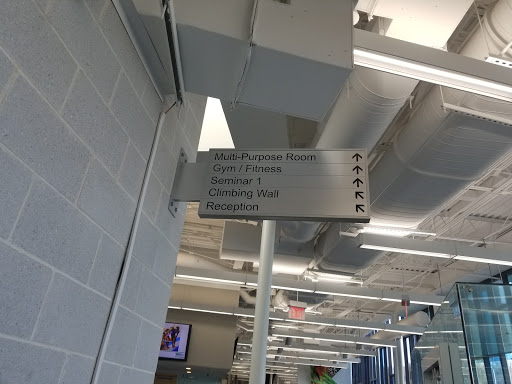 Multi-Purpose Room
Gym / Fitness
Seminar 1
Climbing Wall
Reception